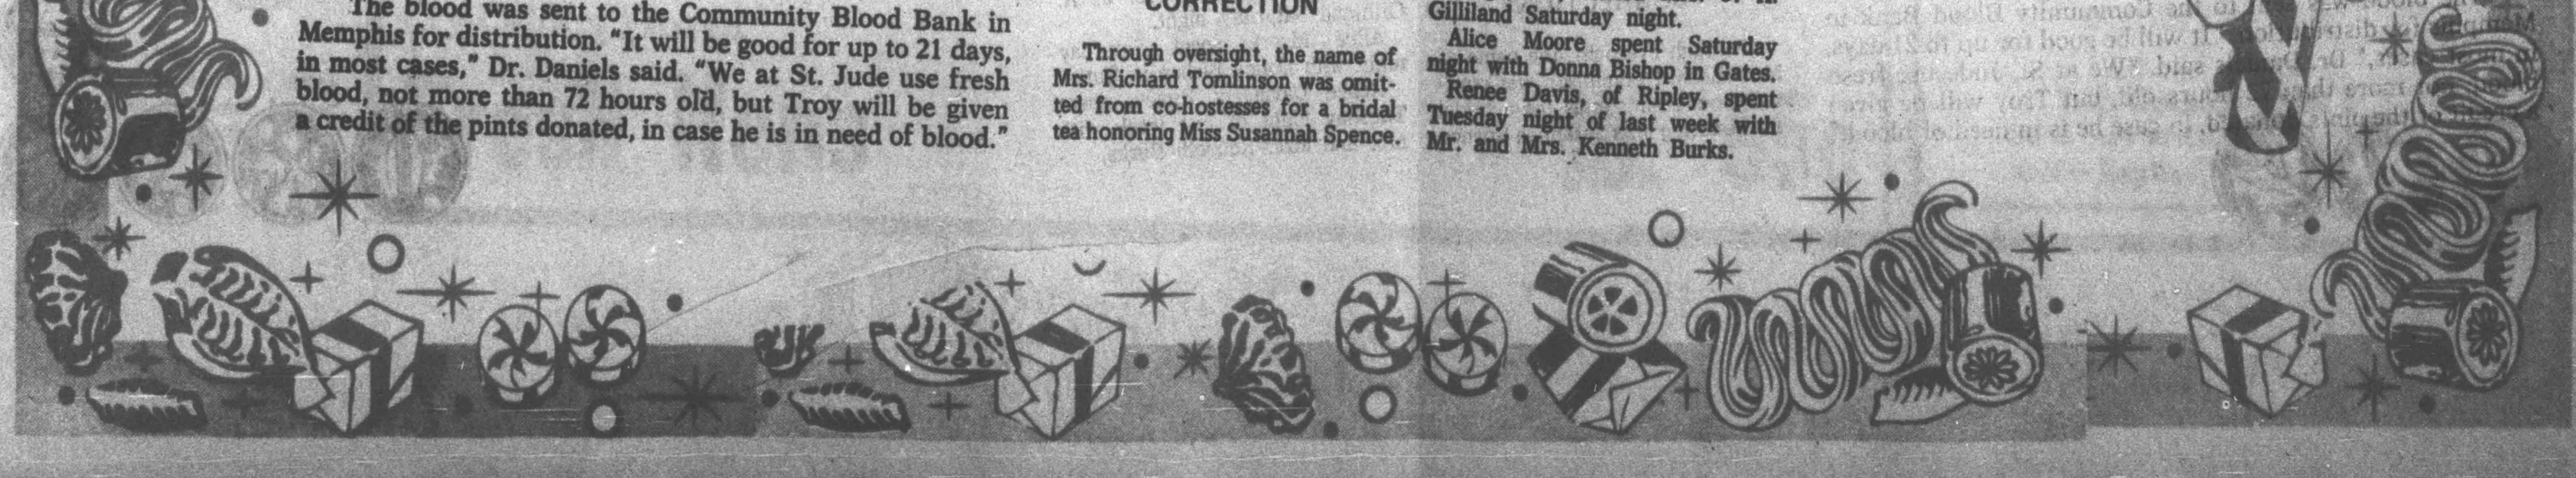 The blood was sent to the Community Blood Bank in
Memphis for distribution. “It will be good for up to 21 days,
in most cases,” Dr. Daniels said. “We at St. Jude use fresh
blood, not more than 72 hours old, but Troy will be given
a credit of the pints donated, in case he is in need of blood.”
CORRECTION
Through oversight, the name of
Mrs. Richard Tomlinson was omit-
ted from co-hostesses for a bridal
tea honoring Miss Susannah Spence.
Gilliland Saturday night.
Alice Moore spent Saturday
night with Donna Bishop in Gates.
Renee Davis, of Ripley, spent
Tuesday night of last week with
Mr. and Mrs. Kenneth Burks.